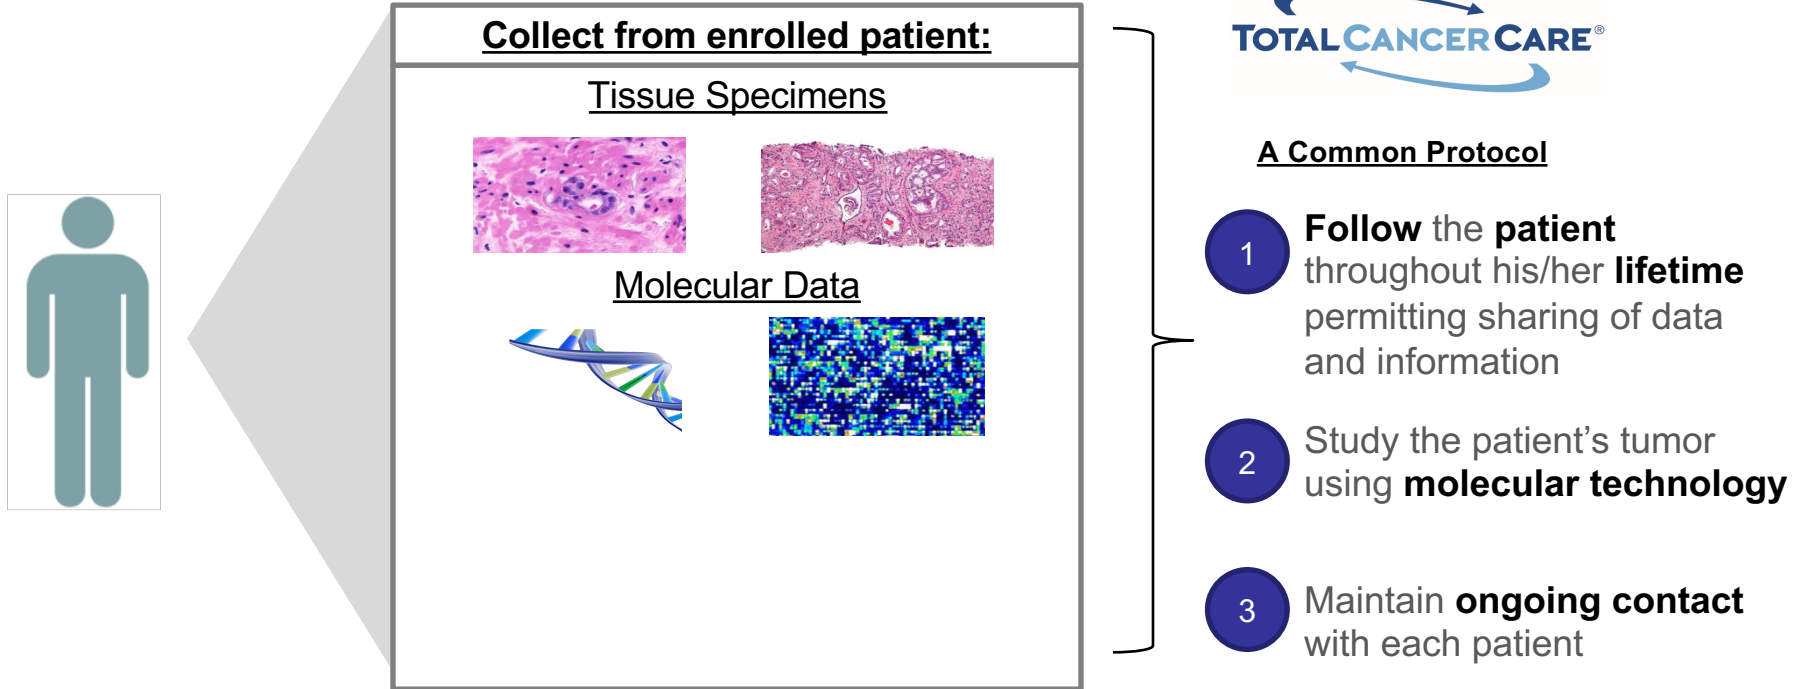 Collect from enrolled patient:
Tissue Specimens
Molecular Data
TOTAL CANCER CARE®
A Common Protocol
1
Follow the patient
throughout his/her lifetime
permitting sharing of data
and information
2
Study the patient’s tumor
using molecular technology
3
Maintain ongoing contact
with each patient